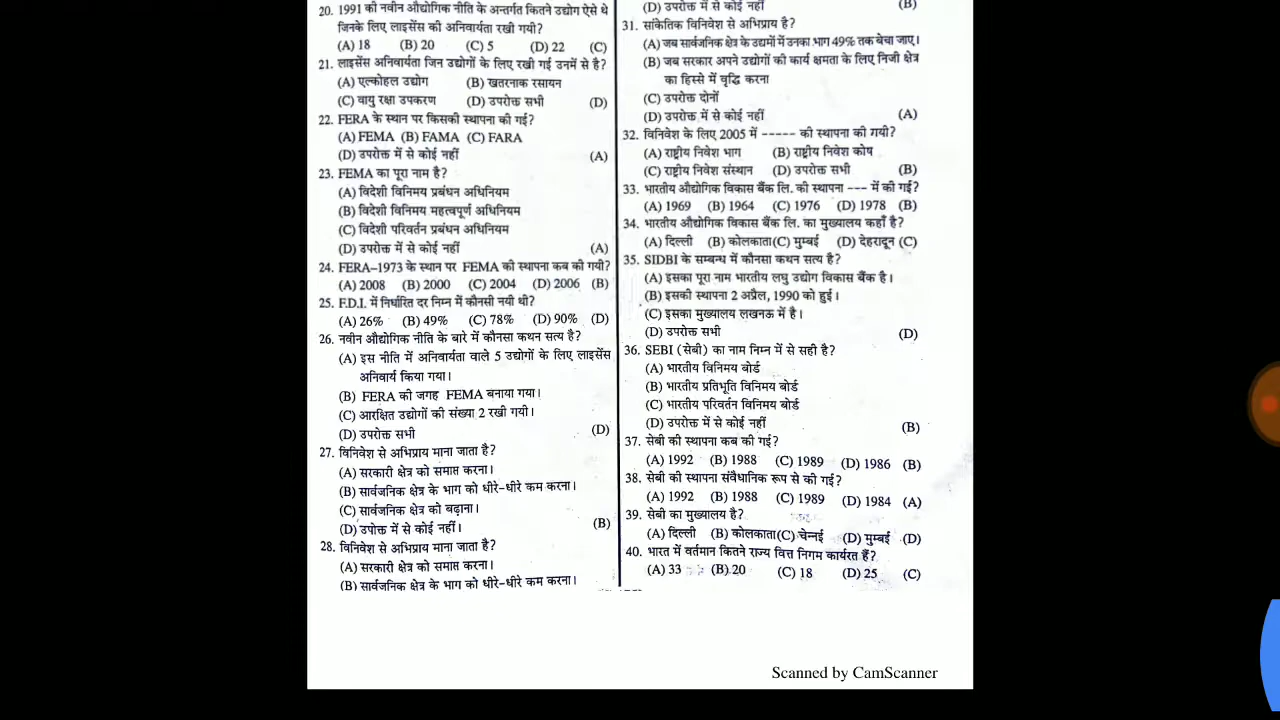 20. 1991 की नवीन औद्योगिक नीति के अन्तर्गत कितने उद्योग ऐसे थे
जिनके लिए लाइसेंस की अनिवार्यता रखी गयी?
(A) 18 (B) 20 (C) 5 (D) 22 (C)
21. लाइसेंस अनिवार्यता जिन उद्योगों के लिए रखी गई उनमें से है?
(A) एल्कोहल उद्योग (B) खतरनाक रसायन
(C) वायु रक्षा उपकरण (D) उपरोक्त सभी (D)
22. FERA के स्थान पर किसकी स्थापना की गई?
(A) FEMA (B) FAMA (C) FARA
(D) उपरोक्त में से कोई नहीं (A)
23. FEMA का पूरा नाम है?
(A) विदेशी विनिमय प्रबंधन अधिनियम
(B) विदेशी विनिमय महत्वपूर्ण अधिनियम
(C) विदेशी परिवर्तन प्रबंधन अधिनियम
(D) उपरोक्त में से कोई नहीं (A)
24. FERA–1973 के स्थान पर FEMA की स्थापना कब की गयी?
(A) 2008 (B) 2000 (C) 2004 (D) 2006 (B)
25. F.D.I. में निर्धारित दर निम्न में कौनसी नयी थी?
(A) 26% (B) 49% (C) 78% (D) 90% (D)
26. नवीन औद्योगिक नीति के बारे में कौनसा कथन सत्य है?
(A) इस नीति में अनिवार्यता वाले 5 उद्योगों के लिए लाइसेंस
अनिवार्य किया गया।
(B) FERA की जगह FEMA बनाया गया।
(C) आरक्षित उद्योगों की संख्या 2 रखी गयी।
(D) उपरोक्त सभी (D)
27. विनिवेश से अभिप्राय माना जाता है?
(A) सरकारी क्षेत्र को समाप्त करना।
(B) सार्वजनिक क्षेत्र के भाग को धीरे-धीरे कम करना।
(C) सार्वजनिक क्षेत्र को बढ़ाना।
(D) उपोक्त में से कोई नहीं। (B)
28. विनिवेश से अभिप्राय माना जाता है?
(A) सरकारी क्षेत्र को समाप्त करना।
(B) सार्वजनिक क्षेत्र के भाग को धीरे-धीरे कम करना।
(D) उपरोक्त में से कोई नहीं (B)
31. सांकेतिक विनिवेश से अभिप्राय है?
(A) जब सार्वजनिक क्षेत्र के उद्यमों में उनका भाग 49% तक बेचा जाए।
(B) जब सरकार अपने उद्योगों की कार्य क्षमता के लिए निजी क्षेत्र
का हिस्से में वृद्धि करना
(C) उपरोक्त दोनों
(D) उपरोक्त में से कोई नहीं (A)
32. विनिवेश के लिए 2005 में ----- की स्थापना की गयी?
(A) राष्ट्रीय निवेश भाग (B) राष्ट्रीय निवेश कोष
(C) राष्ट्रीय निवेश संस्थान (D) उपरोक्त सभी (B)
33. भारतीय औद्योगिक विकास बैंक लि. की स्थापना --- में की गई?
(A) 1969 (B) 1964 (C) 1976 (D) 1978 (B)
34. भारतीय औद्योगिक विकास बैंक लि. का मुख्यालय कहाँ है?
(A) दिल्ली (B) कोलकाता (C) मुम्बई (D) देहरादून (C)
35. SIDBI के सम्बन्ध में कौनसा कथन सत्य है?
(A) इसका पूरा नाम भारतीय लघु उद्योग विकास बैंक है।
(B) इसकी स्थापना 2 अप्रैल, 1990 को हुई।
(C) इसका मुख्यालय लखनऊ में है।
(D) उपरोक्त सभी (D)
36. SEBI (सेबी) का नाम निम्न में से सही है?
(A) भारतीय विनिमय बोर्ड
(B) भारतीय प्रतिभूति विनिमय बोर्ड
(C) भारतीय परिवर्तन विनिमय बोर्ड
(D) उपरोक्त में से कोई नहीं (B)
37. सेबी की स्थापना कब की गई?
(A) 1992 (B) 1988 (C) 1989 (D) 1986 (B)
38. सेबी की स्थापना संवैधानिक रूप से की गई?
(A) 1992 (B) 1988 (C) 1989 (D) 1984 (A)
39. सेबी का मुख्यालय है?
(A) दिल्ली (B) कोलकाता (C) चेन्नई (D) मुम्बई (D)
40. भारत में वर्तमान कितने राज्य वित्त निगम कार्यरत हैं?
(A) 33 (B) 20 (C) 18 (D) 25 (C)
Scanned by CamScanner